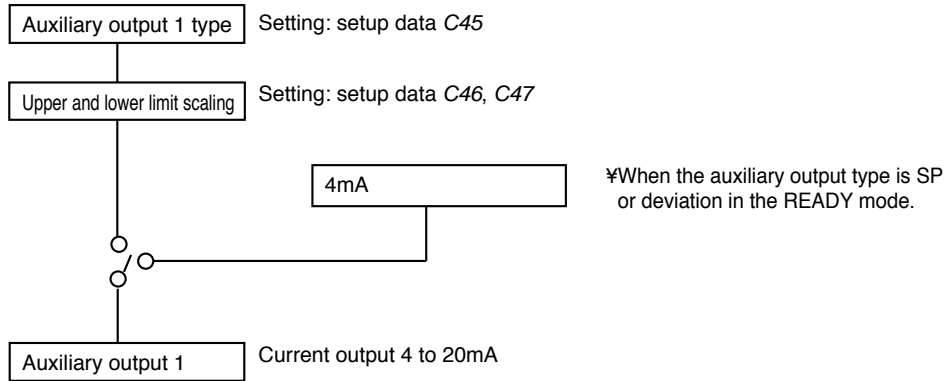 Auxiliary output 1 type
Setting: setup data C45
Upper and lower limit scaling
Setting: setup data C46, C47
4mA
¥When the auxiliary output type is SP
or deviation in the READY mode.
Auxiliary output 1
Current output 4 to 20mA